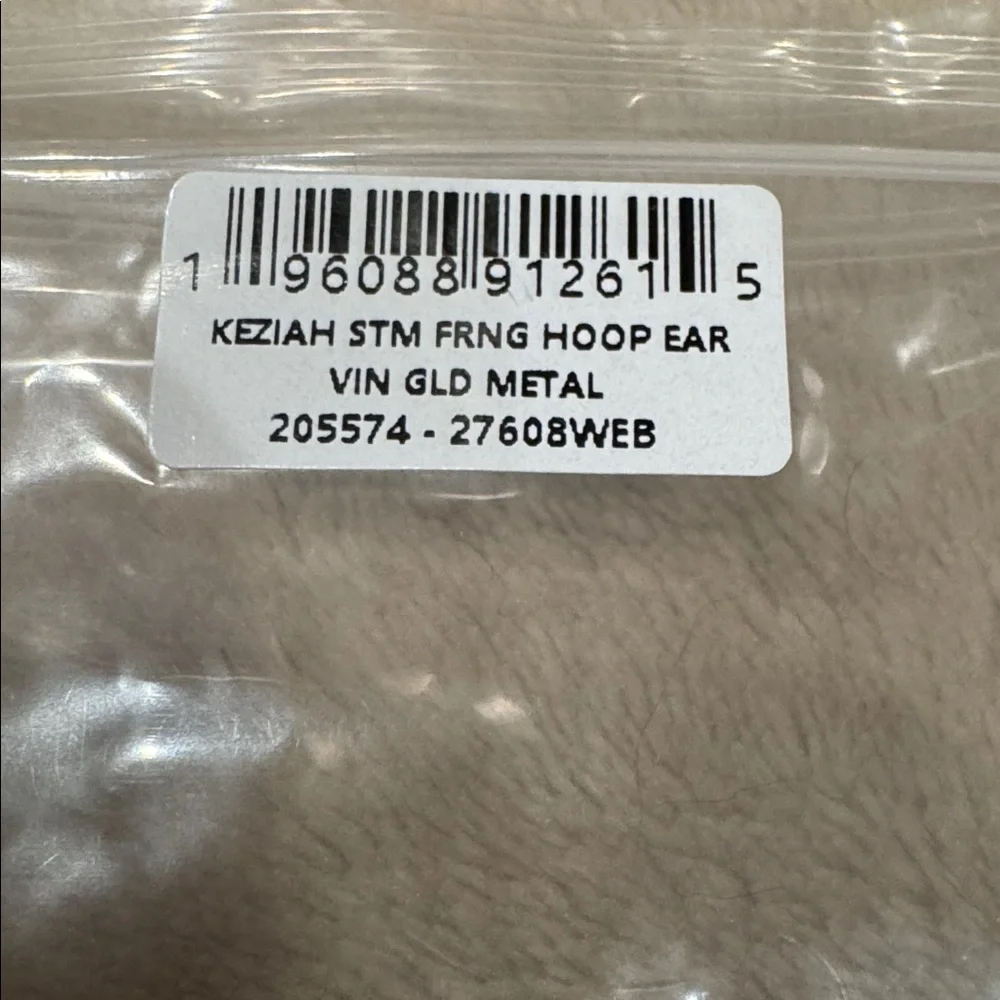 1 96088 91261 5
KEZIAH STM FRNG HOOP EAR
VIN GLD METAL
205574 - 27608WEB